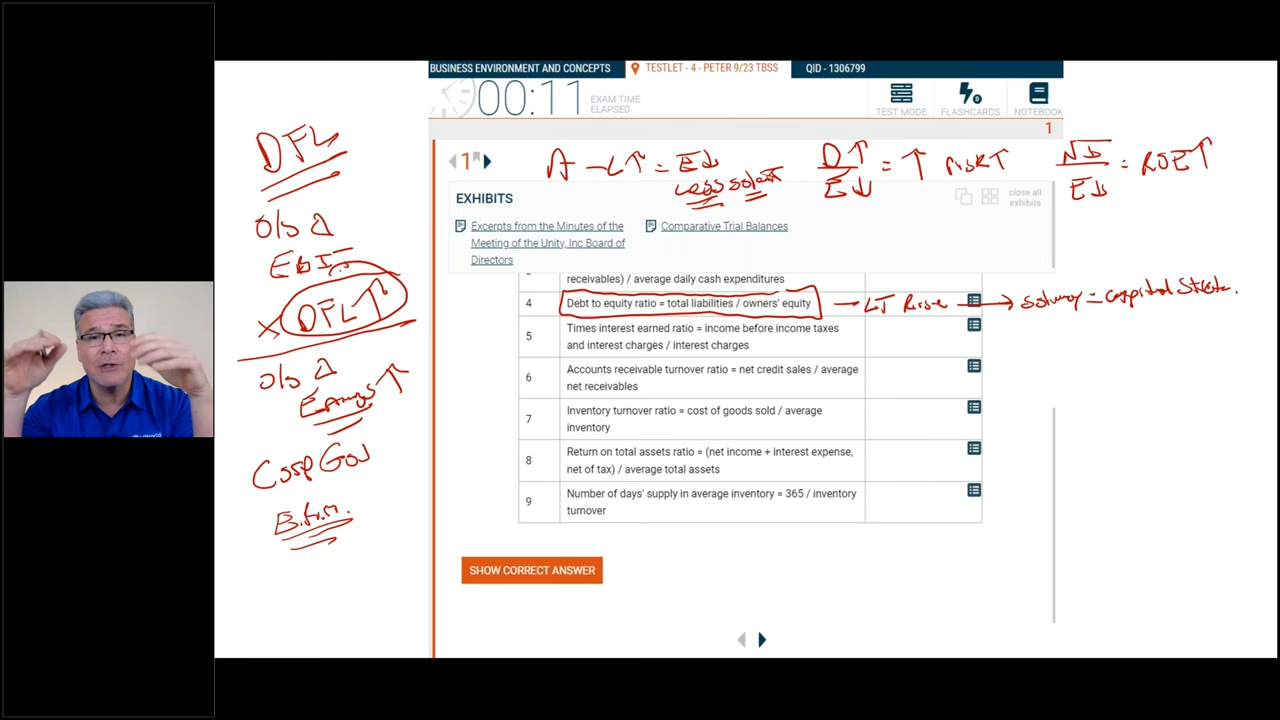 BUSINESS ENVIRONMENT AND CONCEPTS TESTLET - 4 - PETER 9/23 TBSS QID - 1306799
00:11 EXAM TIME ELAPSED
TEST MODE FLASHCARDS NOTEBOOK
1
1
A - L↑ = E↓ D↑ / E↓ = ↑ Risk↑ NI / E↓ = ROE↑
Less solvent
DFL
EXHIBITS
close all exhibits
Excerpts from the Minutes of the Meeting of the Unity, Inc Board of Directors
Comparative Trial Balances
O/S Δ
EBIT
x DFL↑
O/S Δ
Earnings ↑
Corp Gov
receivables) / average daily cash expenditures
4 Debt to equity ratio = total liabilities / owners' equity
LT Risk → solvency = capital
5 Times interest earned ratio = income before income taxes
and interest charges / interest charges
6 Accounts receivable turnover ratio = net credit sales / average
net receivables
7 Inventory turnover ratio = cost of goods sold / average
inventory
8 Return on total assets ratio = (net income + interest expense,
net of tax) / average total assets
9 Number of days' supply in average inventory = 365 / inventory
turnover
SHOW CORRECT ANSWER